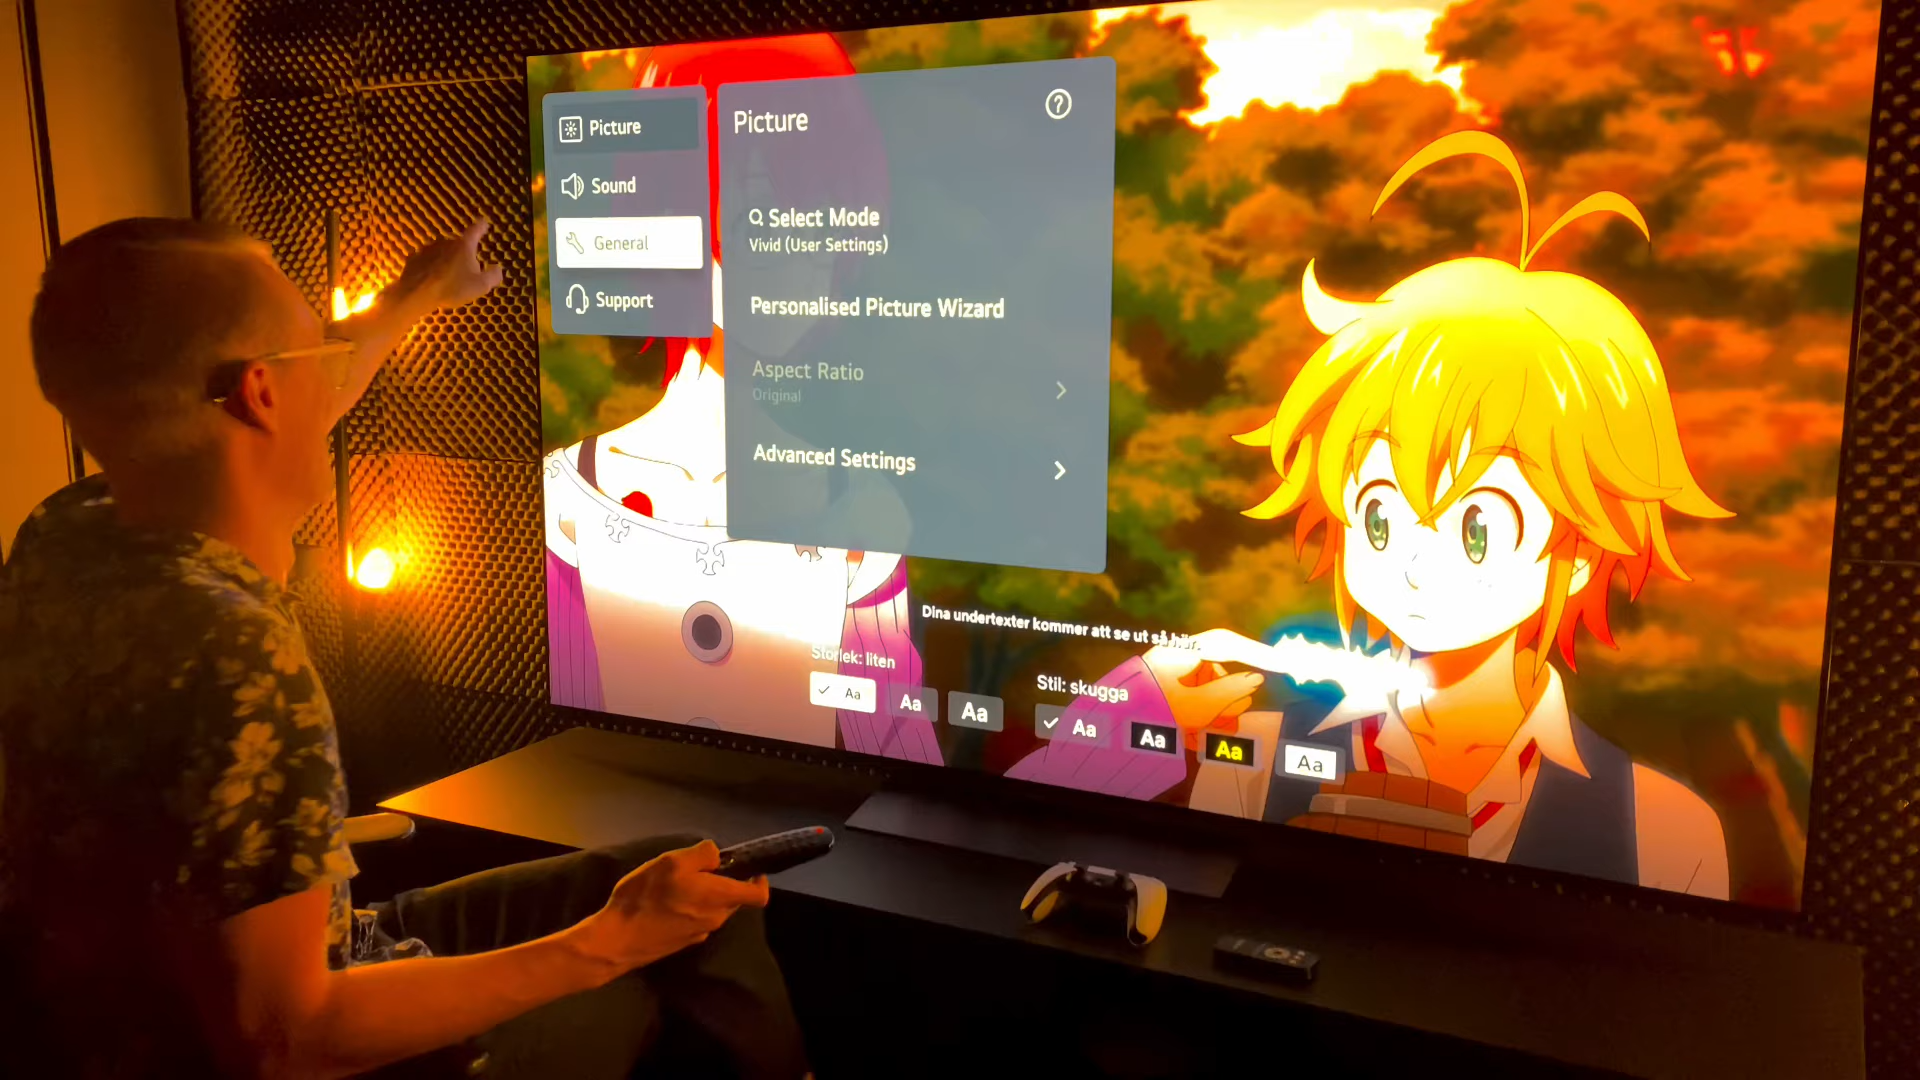 Picture
Sound
General
Support
Picture
?
Select Mode
Vivid (User Settings)
Personalised Picture Wizard
Aspect Ratio
Original
Advanced Settings
Dina undertexter kommer att se ut så här.
Storlek: liten
Aa Aa Aa
Stil: skugga
Aa Aa Aa Aa